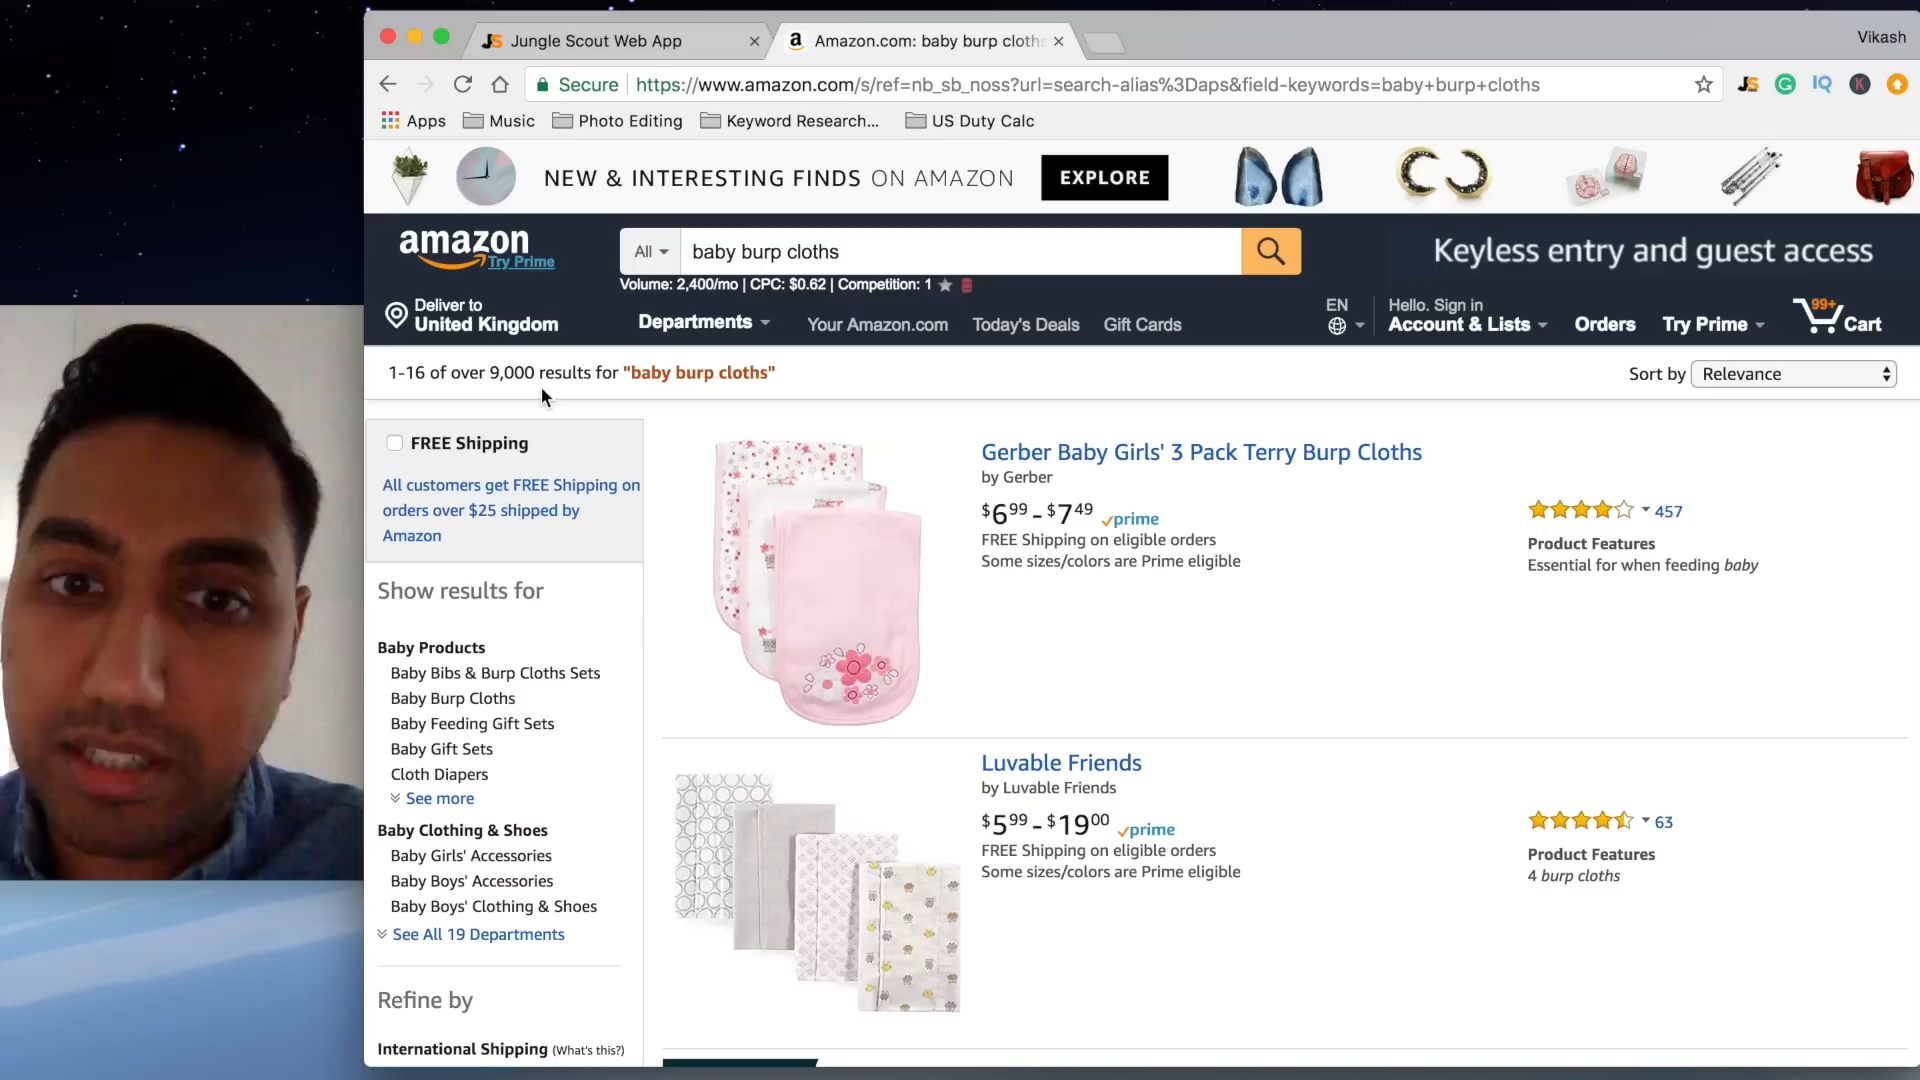 Jungle Scout Web App
Amazon.com: baby burp cloths
Vikash
Secure
https://www.amazon.com/s/ref=nb_sb_noss?url=search-alias%3Daps&field-keywords=baby+burp+cloths
Apps
Music
Photo Editing
Keyword Research...
US Duty Calc
NEW & INTERESTING FINDS ON AMAZON
EXPLORE
amazon
Try Prime
All
baby burp cloths
Keyless entry and guest access
Volume: 2,400/mo | CPC: $0.62 | Competition: 1
Deliver to
United Kingdom
Departments
Your Amazon.com
Today's Deals
Gift Cards
EN
Hello. Sign in
Account & Lists
Orders
Try Prime
99+
Cart
1-16 of over 9,000 results for "baby burp cloths"
Sort by
Relevance
FREE Shipping
All customers get FREE Shipping on
orders over $25 shipped by
Amazon
Show results for
Baby Products
Baby Bibs & Burp Cloths Sets
Baby Burp Cloths
Baby Feeding Gift Sets
Baby Gift Sets
Cloth Diapers
See more
Baby Clothing & Shoes
Baby Girls' Accessories
Baby Boys' Accessories
Baby Boys' Clothing & Shoes
See All 19 Departments
Refine by
International Shipping (What's this?)
Gerber Baby Girls' 3 Pack Terry Burp Cloths
by Gerber
$6.99 - $7.49 prime
FREE Shipping on eligible orders
Some sizes/colors are Prime eligible
457
Product Features
Essential for when feeding baby
Luvable Friends
by Luvable Friends
$5.99 - $19.00 prime
FREE Shipping on eligible orders
Some sizes/colors are Prime eligible
63
Product Features
4 burp cloths